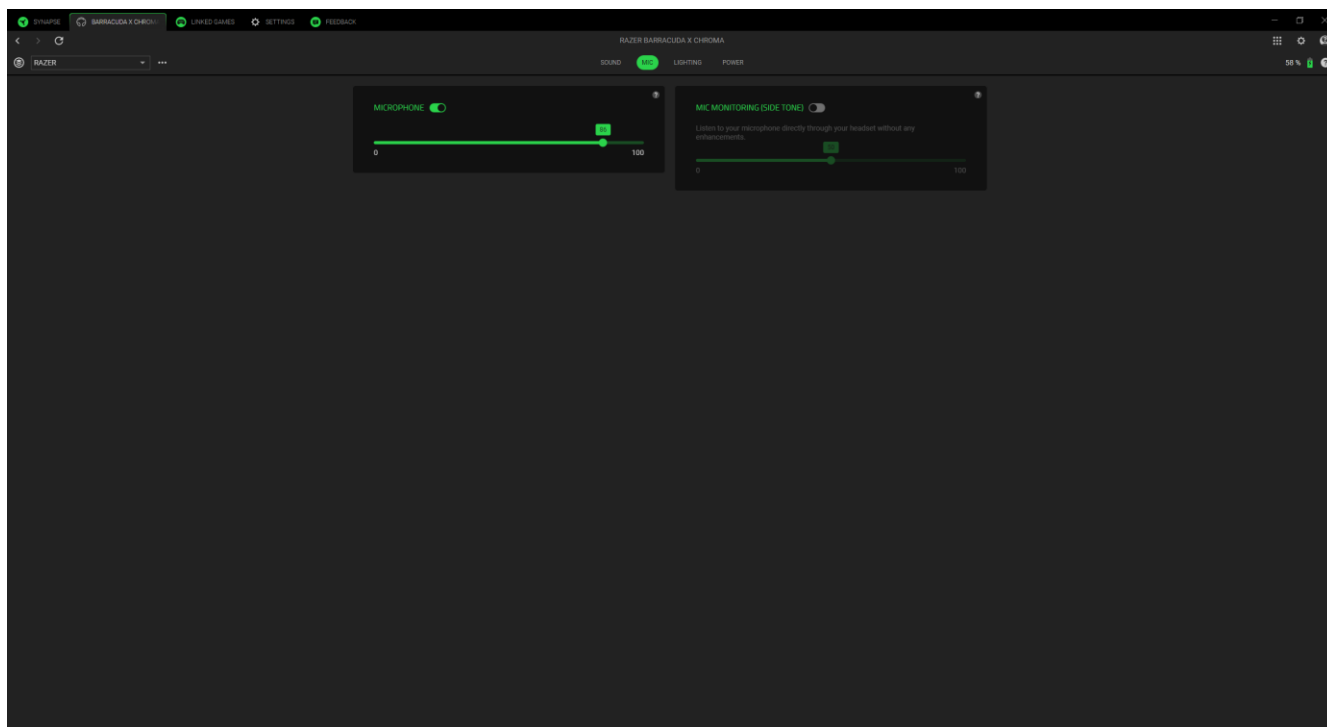 SYNAPSE BARRACUDA X CHROMA LINKED GAMES SETTINGS FEEDBACK
RAZER BARRACUDA X CHROMA
RAZER SOUND MIC LIGHTING POWER 58 %
MICROPHONE
0 100
MIC MONITORING (SIDE TONE)
Listen to your microphone directly through your headset without any
enhancements.
0 100